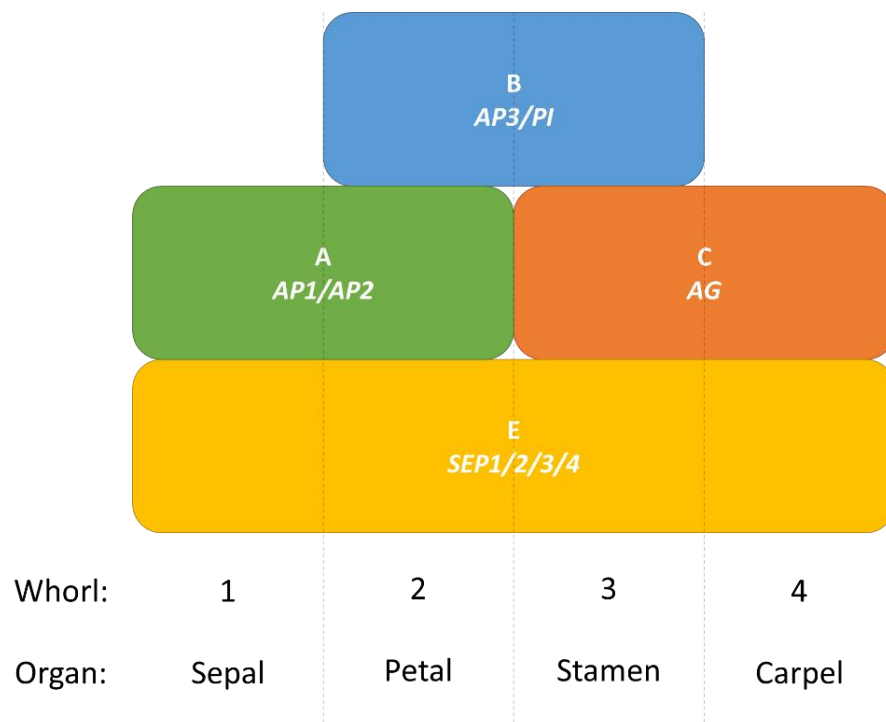 B
AP3/PI
A
AP1/AP2
C
AG
E
SEP1/2/3/4
Whorl: 1 2 3 4
Organ: Sepal Petal Stamen Carpel